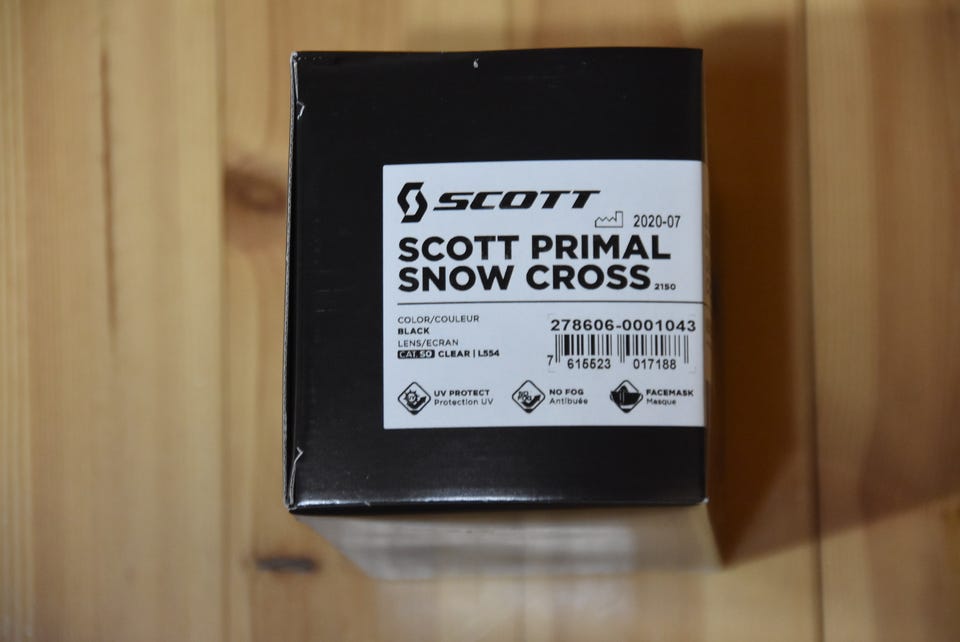 SCOTT
2020-07
SCOTT PRIMAL
SNOW CROSS 2150
COLOR/COULEUR
BLACK
LENS/ECRAN
CAT. S0 CLEAR | L554
278606-0001043
7 615523 017188
UV PROTECT
Protection UV
NO FOG
Antibuée
FACEMASK
Masque